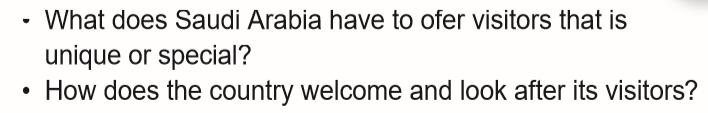 - What does Saudi Arabia have to ofer visitors that is
unique or special?
• How does the country welcome and look after its visitors?